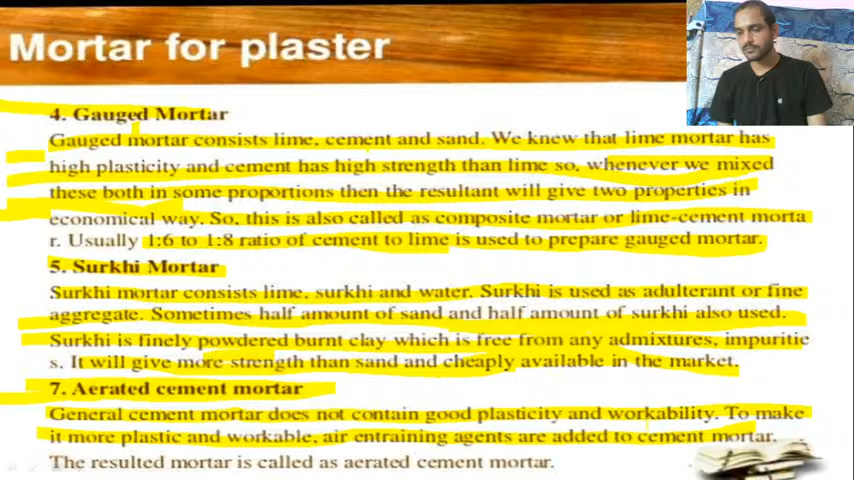 Mortar for plaster
4. Gauged Mortar
Gauged mortar consists lime, cement and sand. We knew that lime mortar has
high plasticity and cement has high strength than lime so, whenever we mixed
these both in some proportions then the resultant will give two properties in
economical way. So, this is also called as composite mortar or lime-cement morta
r. Usually 1:6 to 1:8 ratio of cement to lime is used to prepare gauged mortar.
5. Surkhi Mortar
Surkhi mortar consists lime, surkhi and water. Surkhi is used as adulterant or fine
aggregate. Sometimes half amount of sand and half amount of surkhi also used.
Surkhi is finely powdered burnt clay which is free from any admixtures, impuritie
s. It will give more strength than sand and cheaply available in the market.
7. Aerated cement mortar
General cement mortar does not contain good plasticity and workability. To make
it more plastic and workable, air entraining agents are added to cement mortar.
The resulted mortar is called as aerated cement mortar.